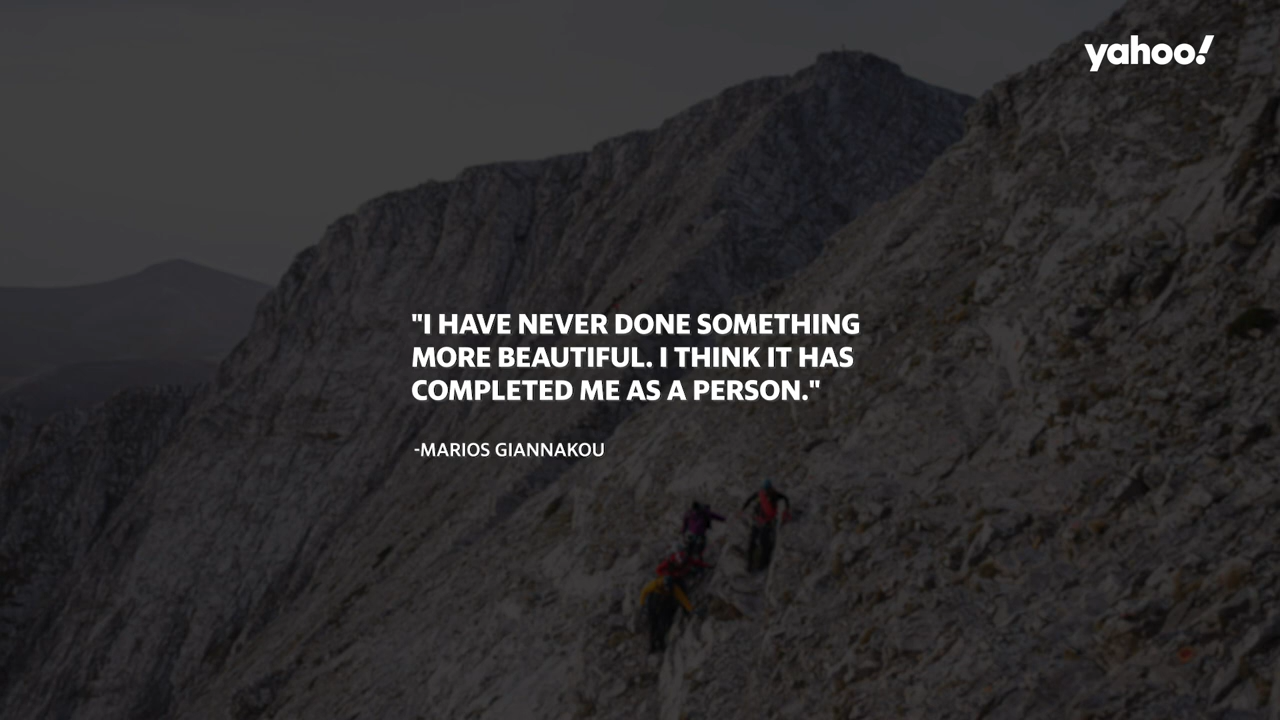 yahoo!
"I HAVE NEVER DONE SOMETHING
MORE BEAUTIFUL. I THINK IT HAS
COMPLETED ME AS A PERSON."
-MARIOS GIANNAKOU